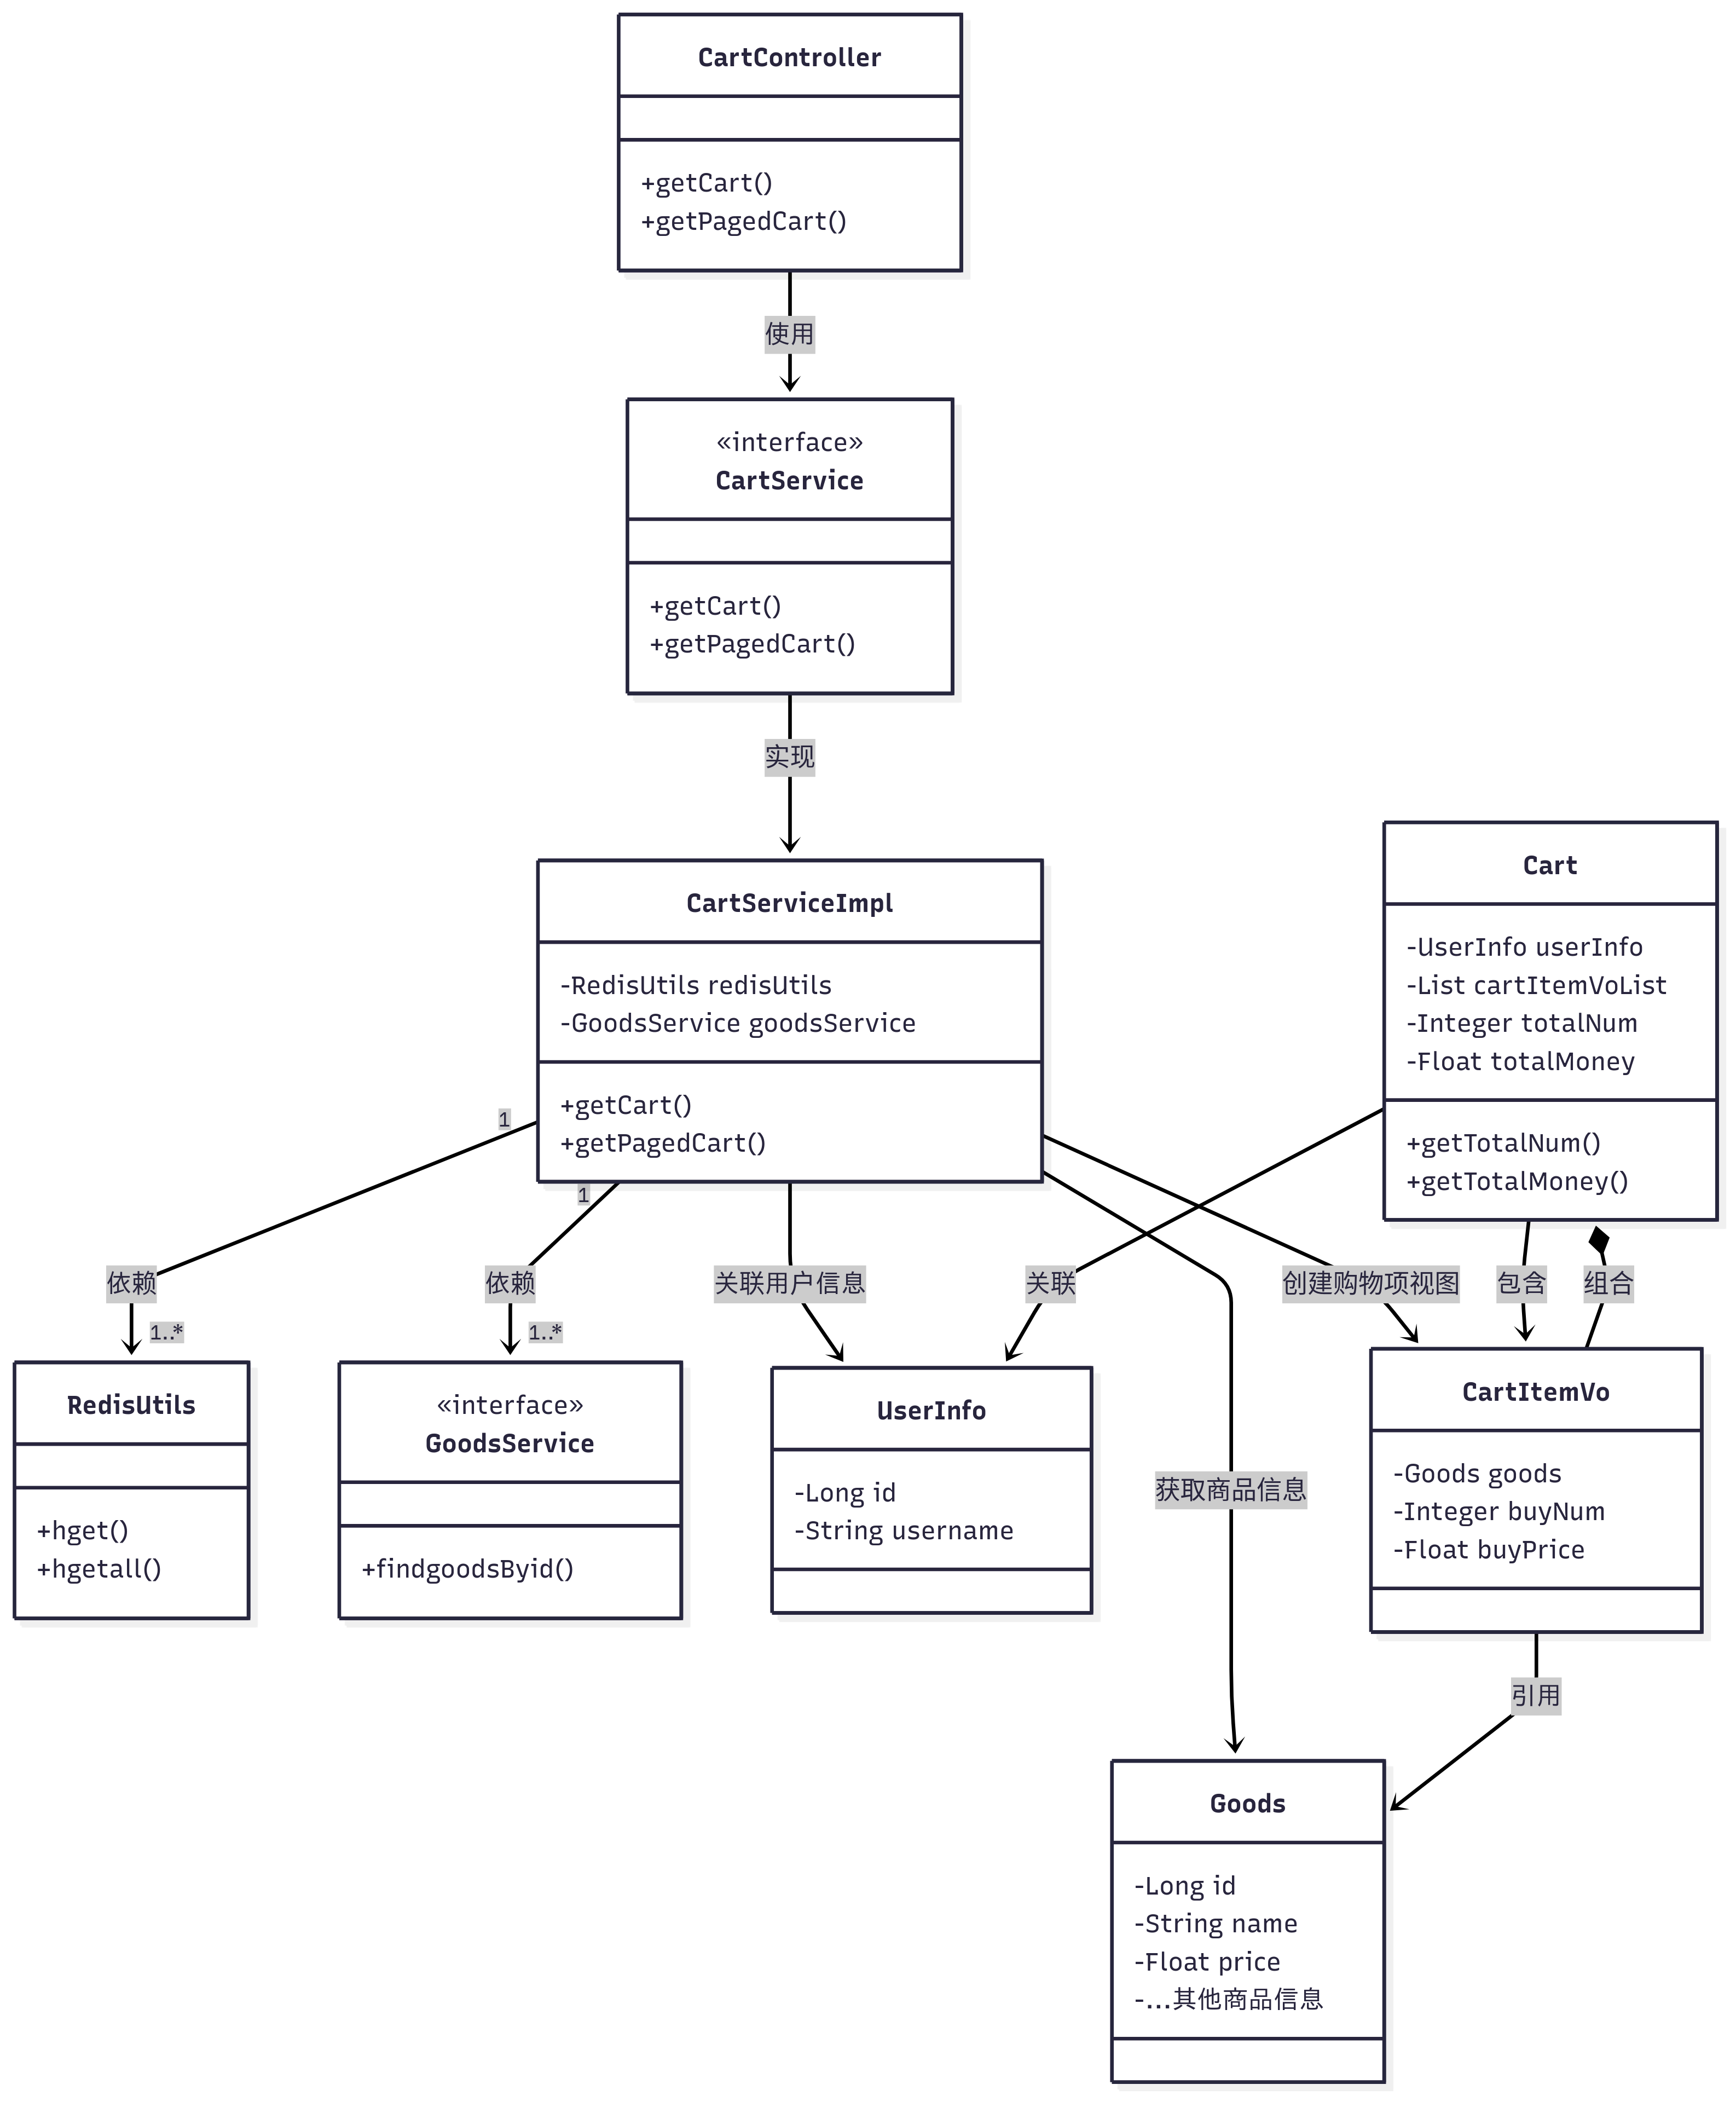 CartController
+getCart()
+getPagedCart()
使用
«interface»
CartService
+getCart()
+getPagedCart()
实现
CartServiceImpl
-RedisUtils redisUtils
-GoodsService goodsService
+getCart()
+getPagedCart()
Cart
-UserInfo userInfo
-List cartItemVoList
-Integer totalNum
-Float totalMoney
+getTotalNum()
+getTotalMoney()
1
1
依赖
依赖
关联用户信息
关联
创建购物项视图
包含
组合
1..*
1..*
RedisUtils
+hget()
+hgetall()
«interface»
GoodsService
+findgoodsByid()
UserInfo
-Long id
-String username
获取商品信息
CartItemVo
-Goods goods
-Integer buyNum
-Float buyPrice
引用
Goods
-Long id
-String name
-Float price
-...其他商品信息